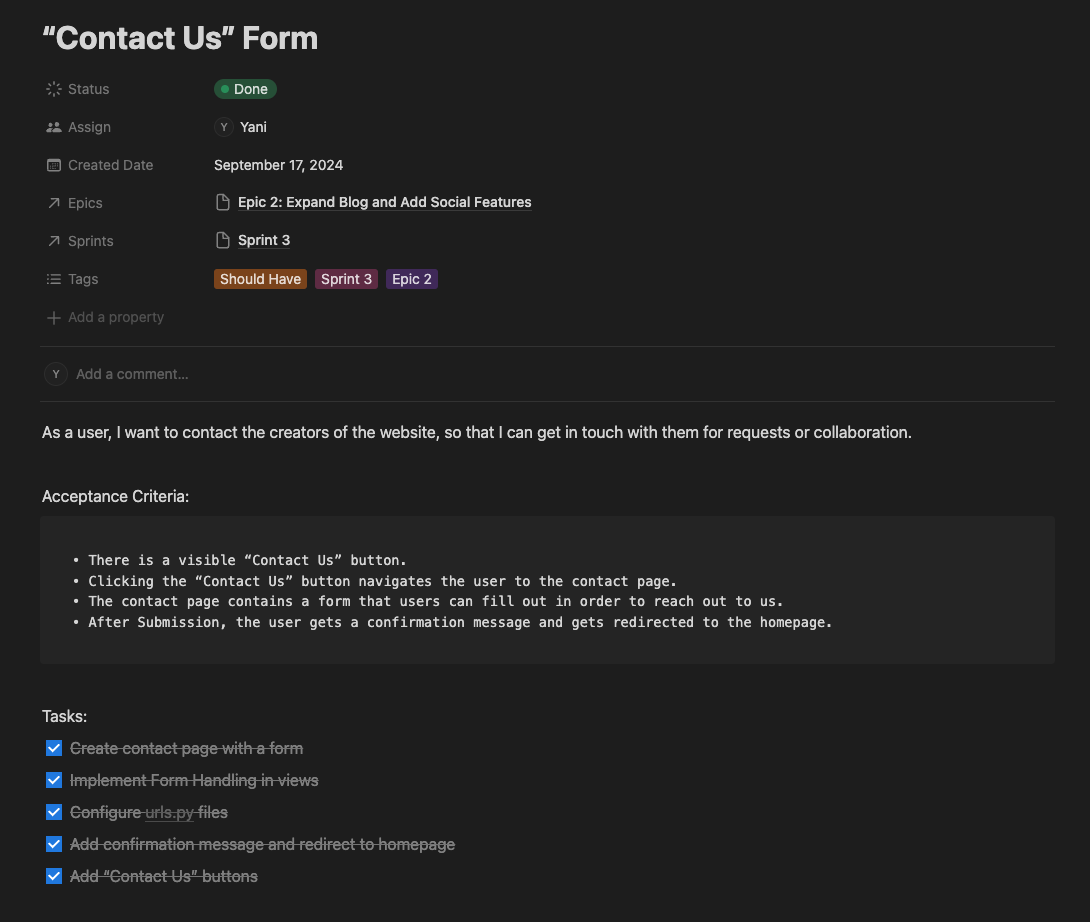 “Contact Us” Form
Status Done
Assign Y Yani
Created Date September 17, 2024
Epics Epic 2: Expand Blog and Add Social Features
Sprints Sprint 3
Tags Should Have Sprint 3 Epic 2
Add a property
Y Add a comment...
As a user, I want to contact the creators of the website, so that I can get in touch with them for requests or collaboration.
Acceptance Criteria:
• There is a visible “Contact Us” button.
• Clicking the “Contact Us” button navigates the user to the contact page.
• The contact page contains a form that users can fill out in order to reach out to us.
• After Submission, the user gets a confirmation message and gets redirected to the homepage.
Tasks:
Create contact page with a form
Implement Form Handling in views
Configure urls.py files
Add confirmation message and redirect to homepage
Add “Contact Us” buttons